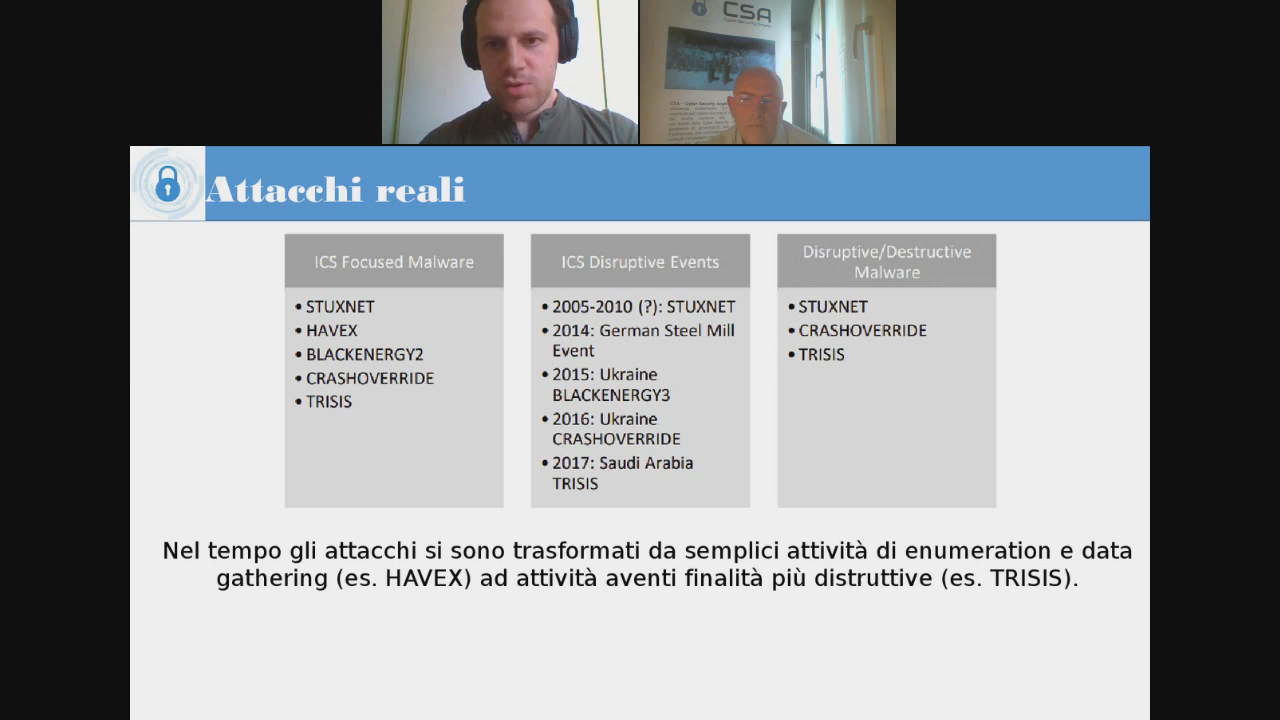 CSA
Attacchi reali
ICS Focused Malware
• STUXNET
• HAVEX
• BLACKENERGY2
• CRASHOVERRIDE
• TRISIS
ICS Disruptive Events
• 2005-2010 (?): STUXNET
• 2014: German Steel Mill
Event
• 2015: Ukraine
BLACKENERGY3
• 2016: Ukraine
CRASHOVERRIDE
• 2017: Saudi Arabia
TRISIS
Disruptive/Destructive
Malware
• STUXNET
• CRASHOVERRIDE
• TRISIS
Nel tempo gli attacchi si sono trasformati da semplici attività di enumeration e data
gathering (es. HAVEX) ad attività aventi finalità più distruttive (es. TRISIS).